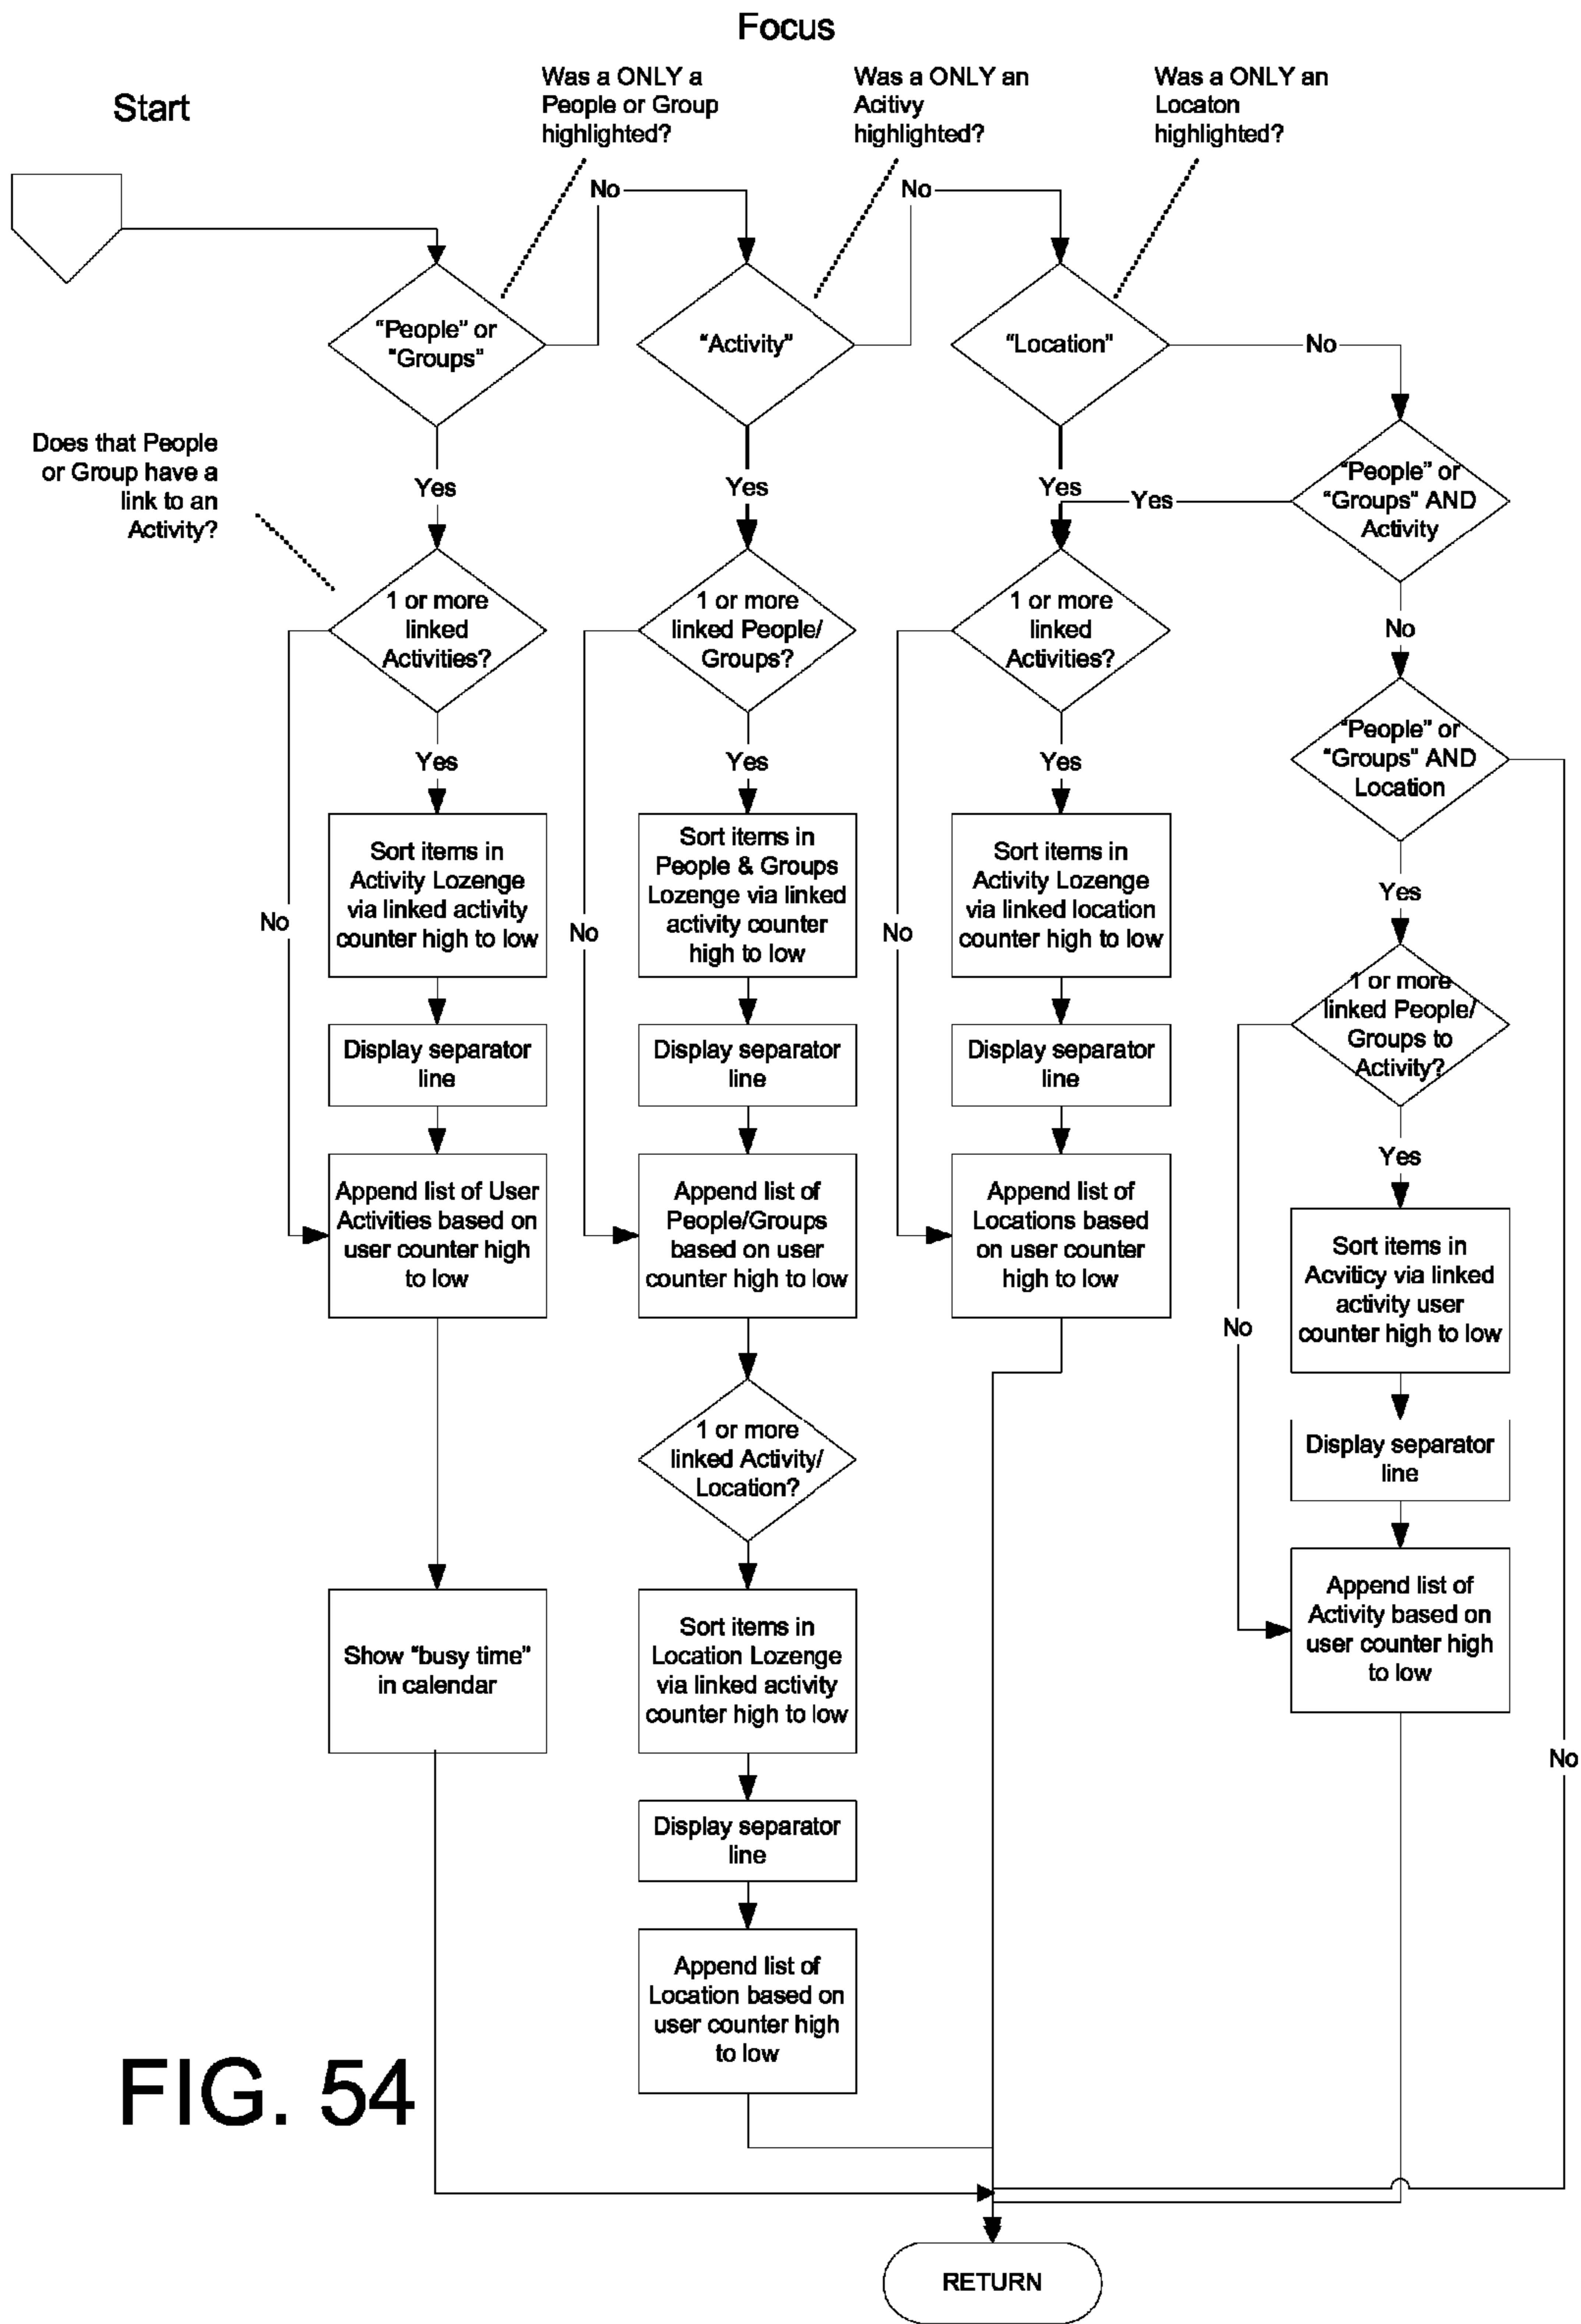 Focus
Start
Was a ONLY a
People or Group
highlighted?
Was a ONLY an
Acitivy
highlighted?
Was a ONLY an
Locaton
highlighted?
No
No
“People” or
“Groups”
“Activity”
“Location”
No
Does that People
or Group have a
link to an
Activity?
Yes
Yes
Yes
Yes
“People” or
“Groups” AND
Activity
No
1 or more
linked
Activities?
1 or more
linked People/
Groups?
1 or more
linked
Activities?
“People” or
“Groups” AND
Location
Yes
Yes
Yes
Yes
No
Sort items in
Activity Lozenge
via linked activity
counter high to low
No
Sort items in
People & Groups
Lozenge via linked
activity counter
high to low
No
Sort items in
Activity Lozenge
via linked location
counter high to low
1 or more
linked People/
Groups to
Activity?
Display separator
line
Display separator
line
Display separator
line
Yes
Append list of User
Activities based on
user counter high
to low
Append list of
People/Groups
based on user
counter high to low
Append list of
Locations based
on user counter
high to low
No
Sort items in
Acviticy via linked
activity user
counter high to low
1 or more
linked Activity/
Location?
Display separator
line
Show “busy time”
in calendar
Sort items in
Location Lozenge
via linked activity
counter high to low
Append list of
Activity based on
user counter high
to low
No
Display separator
line
Append list of
Location based on
user counter high
to low
FIG. 54
RETURN